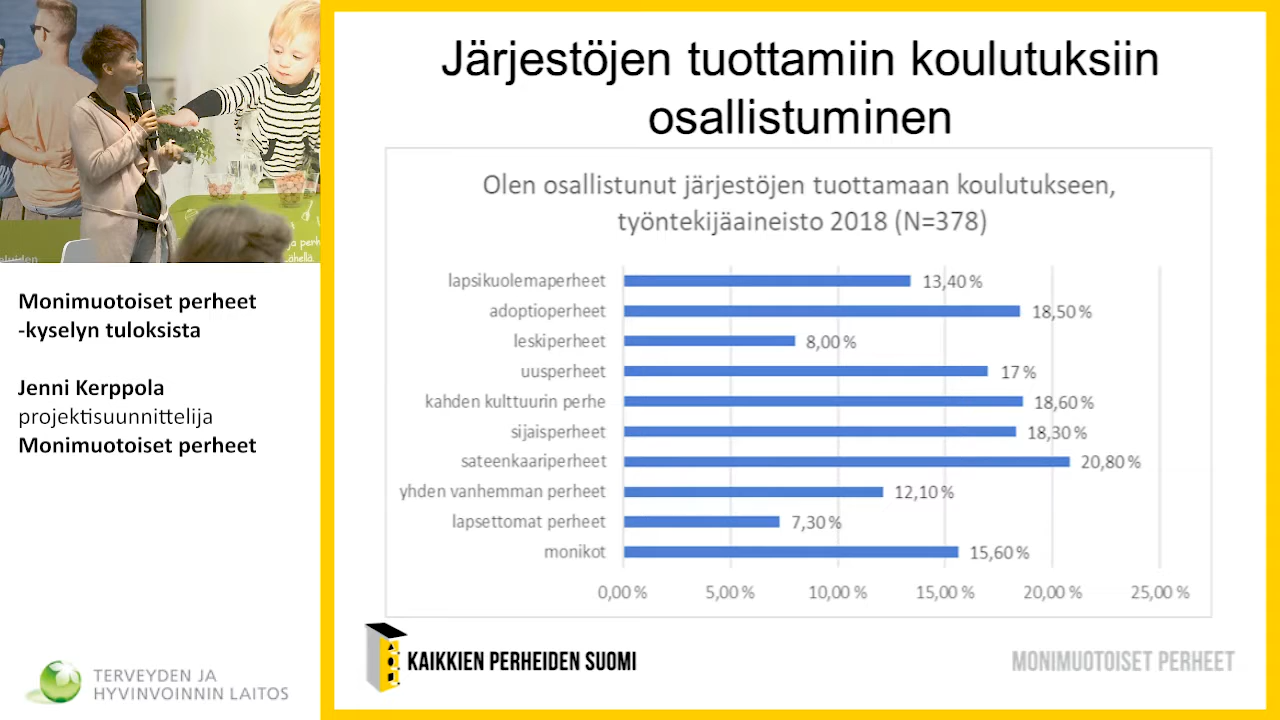 Järjestöjen tuottamiin koulutuksiin
osallistuminen
Olen osallistunut järjestöjen tuottamaan koulutukseen,
työntekijäaineisto 2018 (N=378)
lapsikuolemaperheet 13,40 %
adoptioperheet 18,50 %
leskiperheet 8,00 %
uusperheet 17 %
kahden kulttuurin perhe 18,60 %
sijaisperheet 18,30 %
sateenkaariperheet 20,80 %
yhden vanhemman perheet 12,10 %
lapsettomat perheet 7,30 %
monikot 15,60 %
0,00 % 5,00 % 10,00 % 15,00 % 20,00 % 25,00 %
KAIKKIEN PERHEIDEN SUOMI
MONIMUOTOISET PERHEET
Monimuotoiset perheet
-kyselyn tuloksista
Jenni Kerppola
projektisuunnittelija
Monimuotoiset perheet
TERVEYDEN JA
HYVINVOINNIN LAITOS